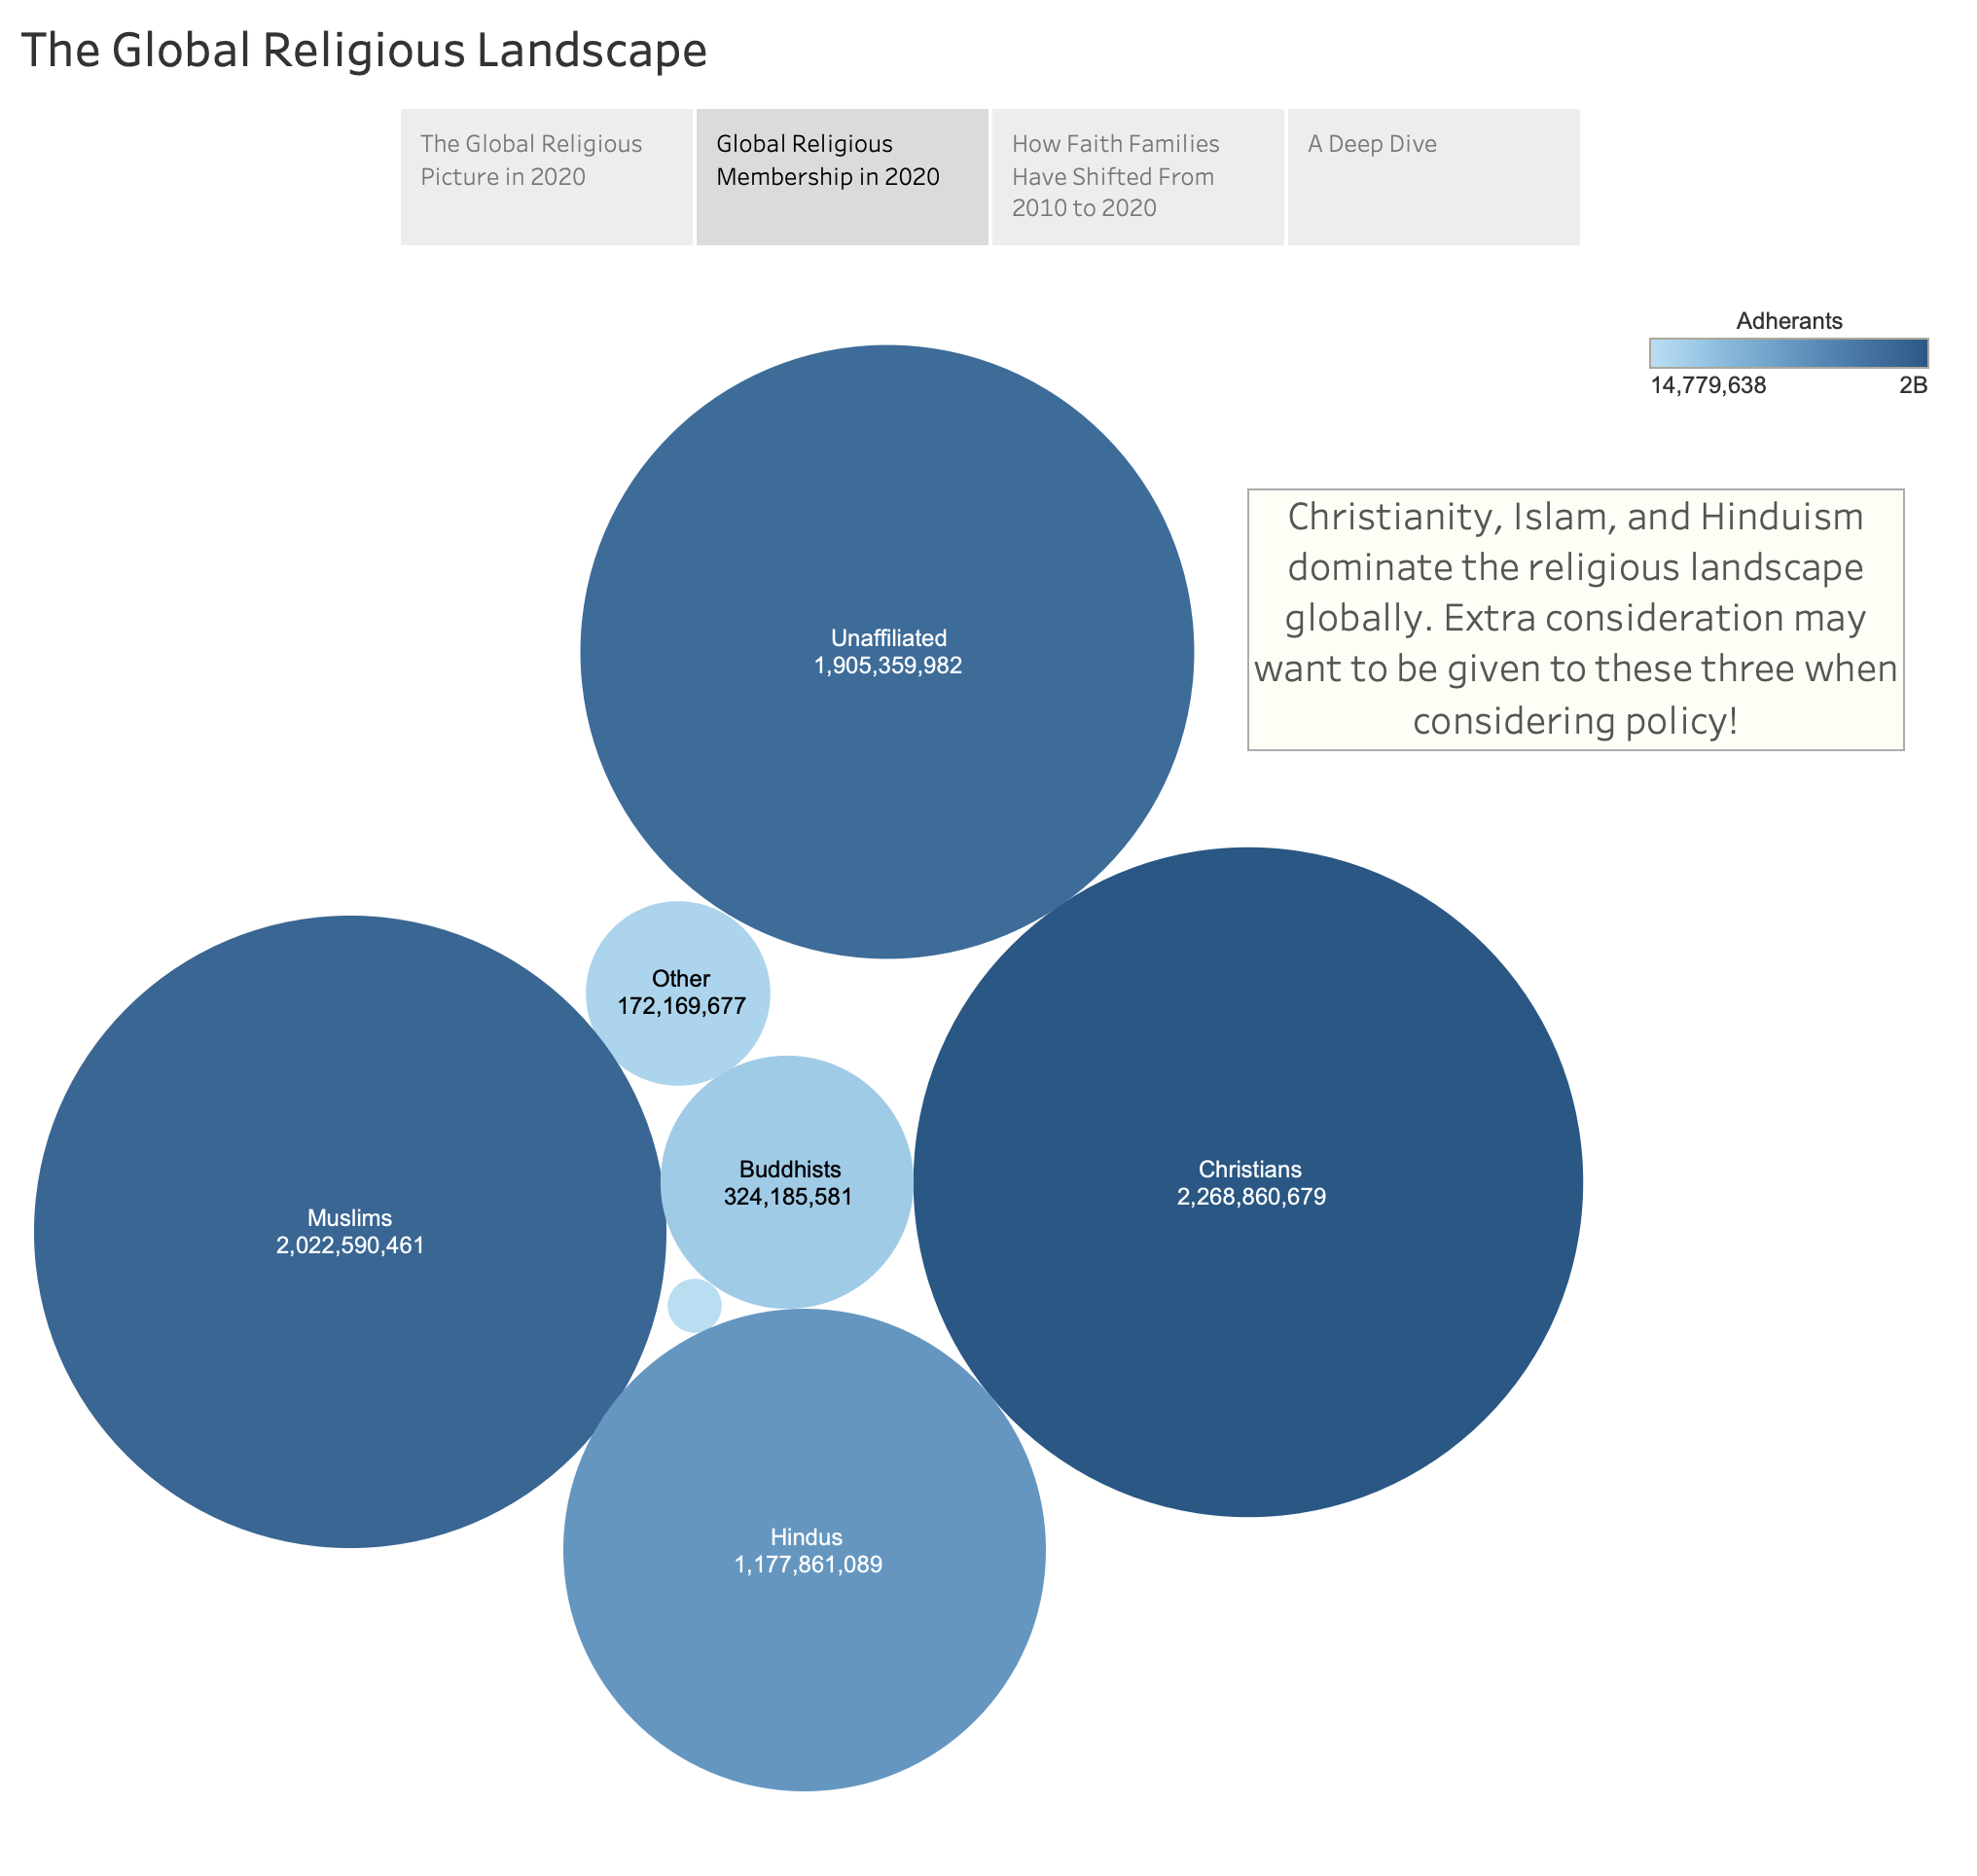 The Global Religious Landscape
The Global Religious
Picture in 2020
Global Religious
Membership in 2020
How Faith Families
Have Shifted From
2010 to 2020
A Deep Dive
Adherants
14,779,638
2B
Christianity, Islam, and Hinduism
dominate the religious landscape
globally. Extra consideration may
want to be given to these three when
considering policy!
Unaffiliated
1,905,359,982
Other
172,169,677
Buddhists
324,185,581
Christians
2,268,860,679
Muslims
2,022,590,461
Hindus
1,177,861,089